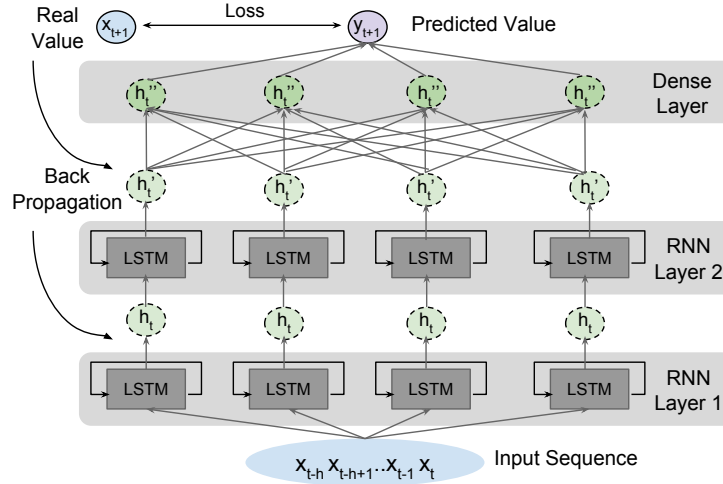 Real Value
x_{t+1}
Loss
y_{t+1}
Predicted Value
h_t'' h_t'' h_t'' h_t''
Dense Layer
Back Propagation
h_t' h_t' h_t' h_t'
LSTM LSTM LSTM LSTM
RNN Layer 2
h_t h_t h_t h_t
LSTM LSTM LSTM LSTM
RNN Layer 1
x_{t-h} x_{t-h+1}..x_{t-1} x_t
Input Sequence